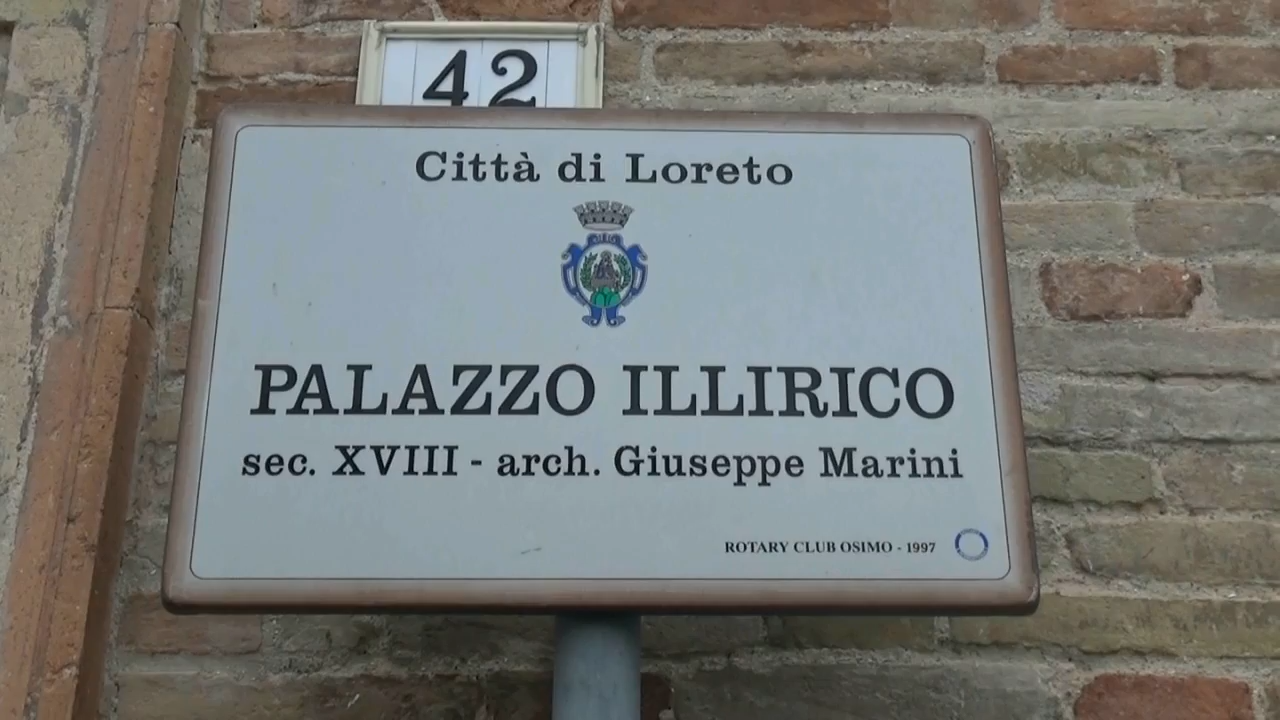 42
Città di Loreto
PALAZZO ILLIRICO
sec. XVIII - arch. Giuseppe Marini
ROTARY CLUB OSIMO - 1997